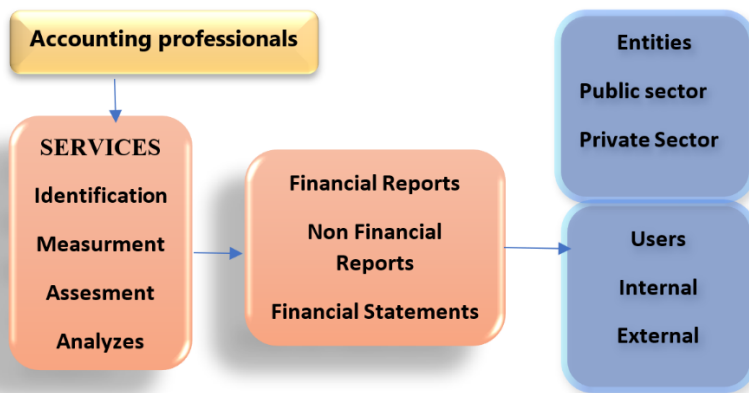 Accounting professionals
SERVICES
Identification
Measurment
Assesment
Analyzes
Financial Reports
Non Financial
Reports
Financial Statements
Entities
Public sector
Private Sector
Users
Internal
External